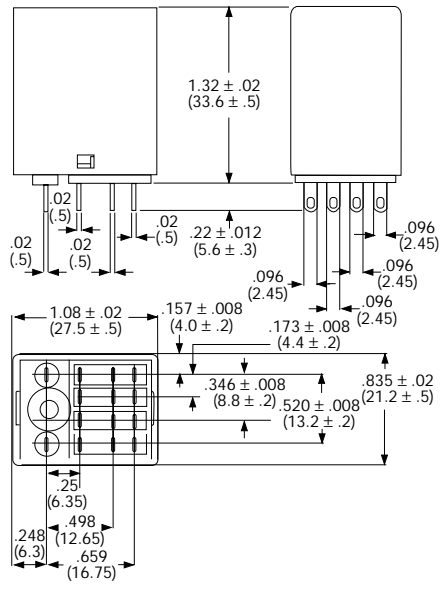 1.32 ± .02
(33.6 ± .5)
.02
(.5)
.02
(.5)
.02
(.5)
.02
(.5)
.22 ± .012
(5.6 ± .3)
.096
(2.45)
.096
(2.45)
.096
(2.45)
.096
(2.45)
1.08 ± .02
(27.5 ± .5)
.157 ± .008
(4.0 ± .2)
.173 ± .008
(4.4 ± .2)
.346 ± .008
(8.8 ± .2)
.520 ± .008
(13.2 ± .2)
.835 ± .02
(21.2 ± .5)
.25
(6.35)
.498
(12.65)
.248
(6.3)
.659
(16.75)